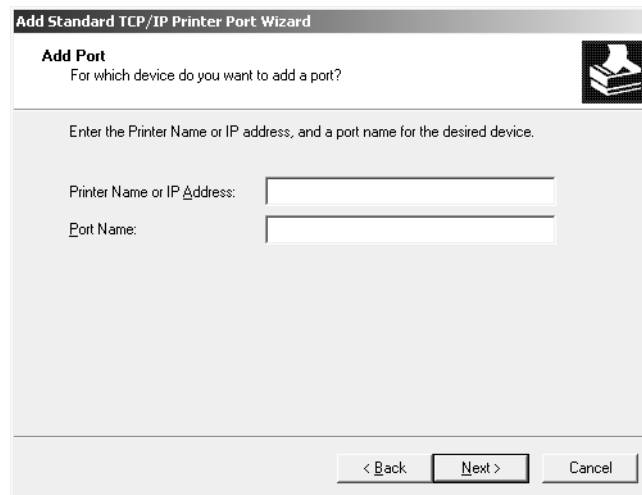 Add Standard TCP/IP Printer Port Wizard
Add Port
For which device do you want to add a port?
Enter the Printer Name or IP address, and a port name for the desired device.
Printer Name or IP Address:
Port Name:
< Back Next > Cancel